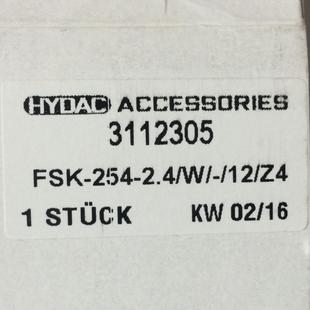 HYDAC ACCESSORIES
3112305
FSK-254-2.4/W/-/12/Z4
1 STÜCK KW 02/16